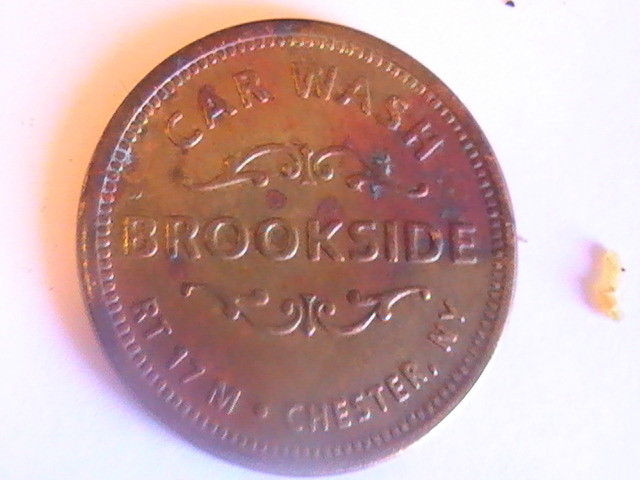 CAR WASH
BROOKSIDE
RT 17 M • CHESTER, NY